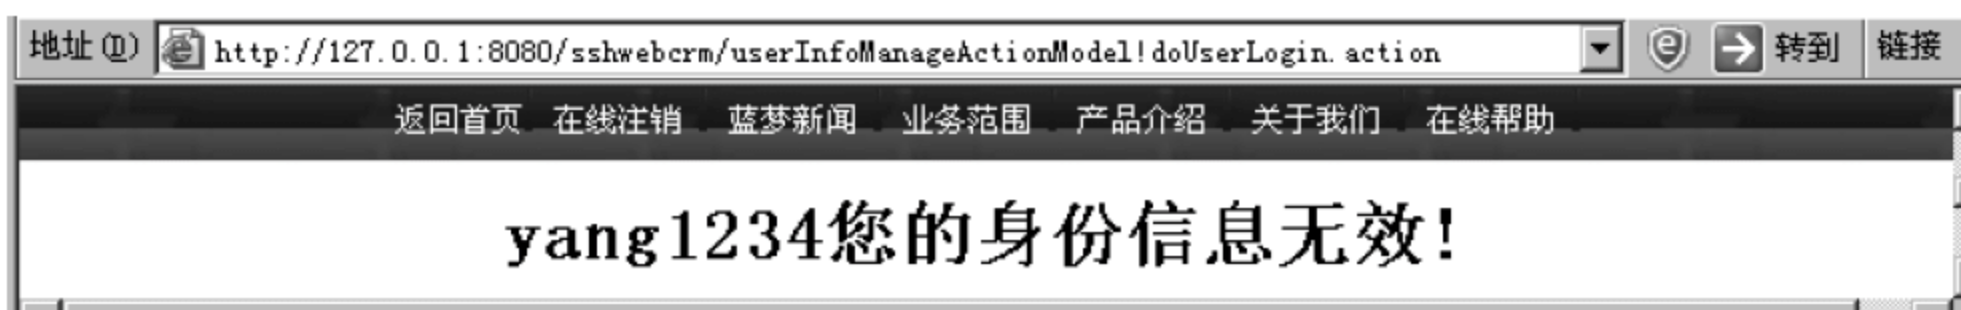 地址(D) http://127.0.0.1:8080/sshwebcrm/userInfoManageActionModel!doUserLogin.action 转到 链接
返回首页 在线注销 蓝梦新闻 业务范围 产品介绍 关于我们 在线帮助
yang1234您的身份信息无效!